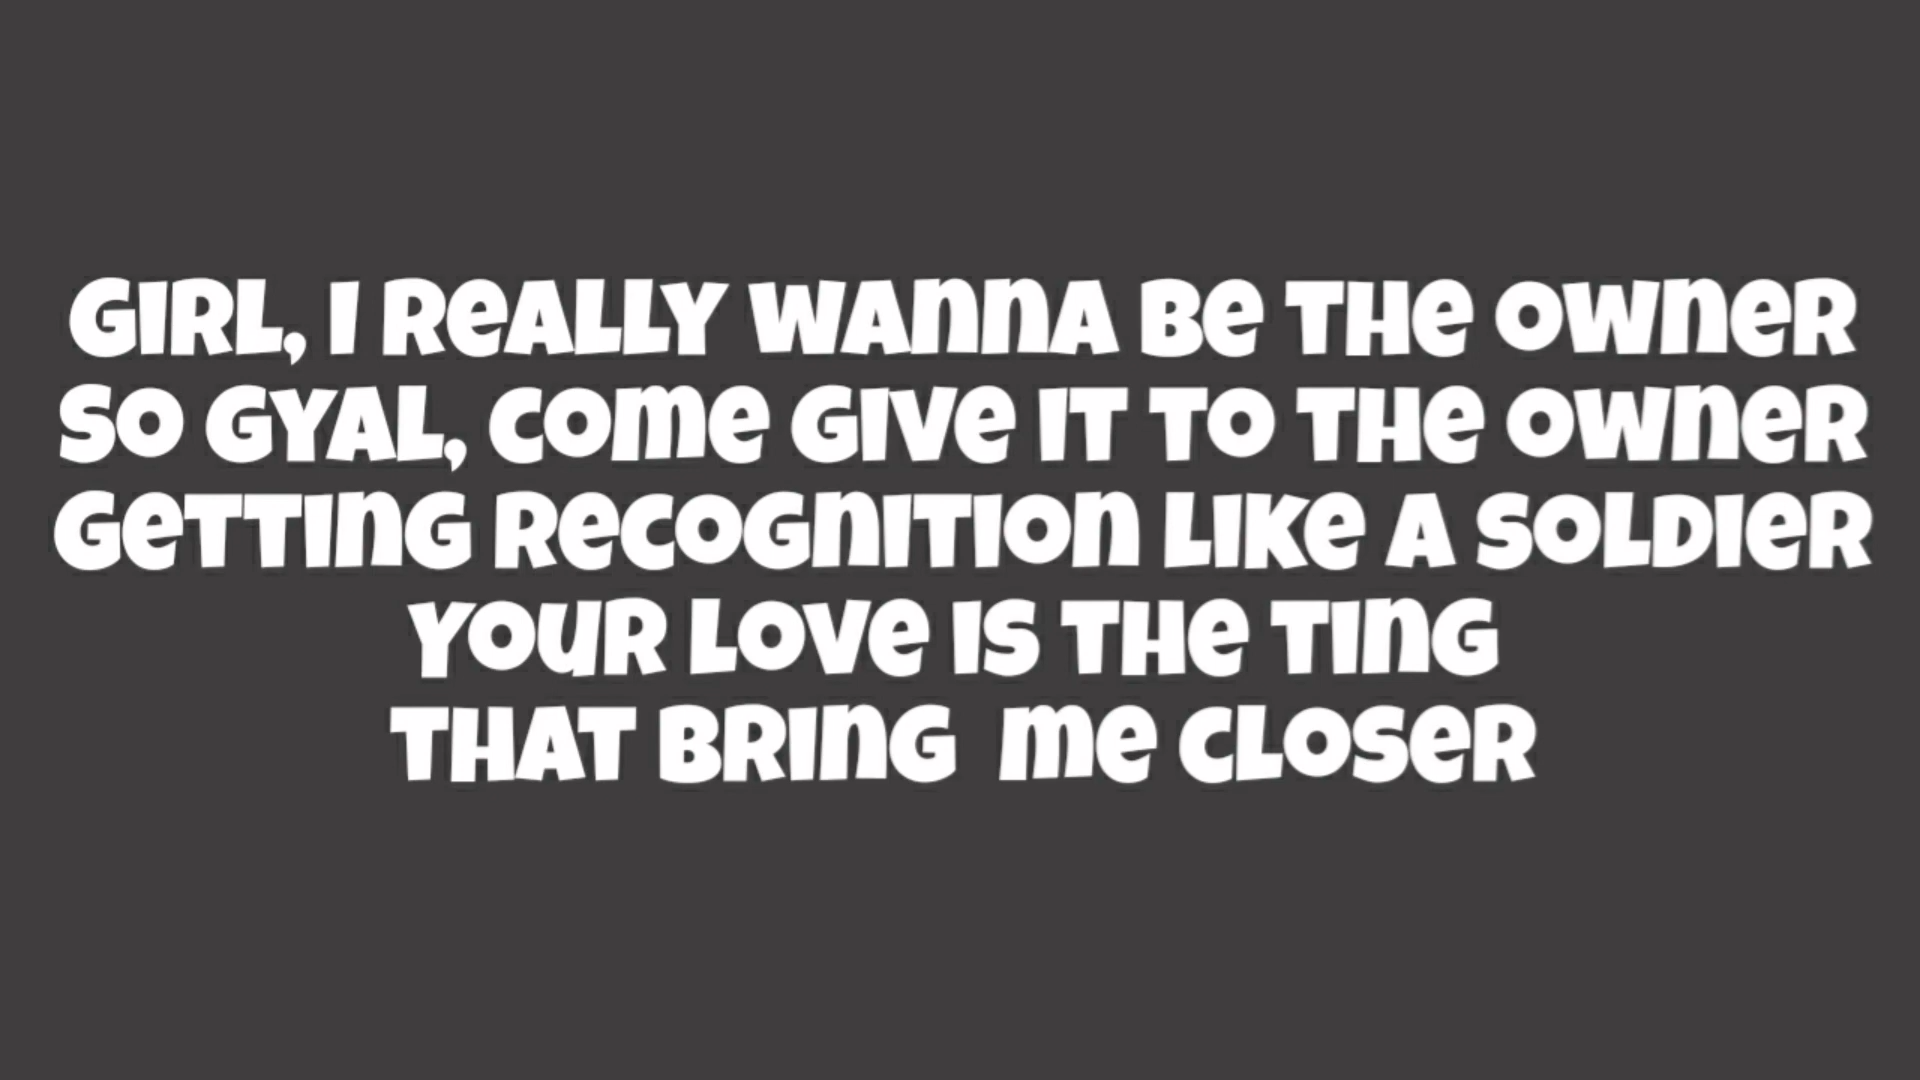 GIRL, I REALLY WANNA BE THE OWNER
SO GYAL, COME GIVE IT TO THE OWNER
GETTING RECOGNITION LIKE A SOLDIER
YOUR LOVE IS THE TING
THAT BRING  ME CLOSER